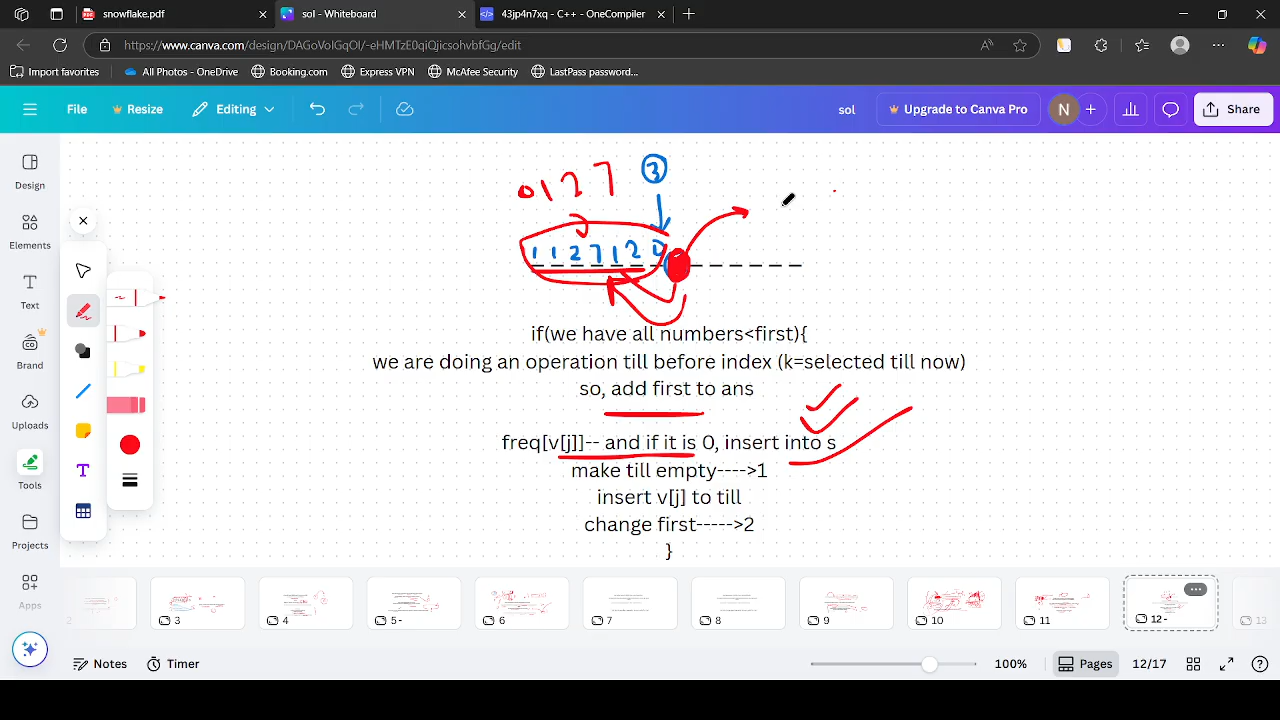 snowflake.pdf
sol - Whiteboard
43jp4n7xq - C++ - OneCompiler
https://www.canva.com/design/DAGoVoIGqOI/-eHMTzE0qiQjicsohvbfGg/edit
Import favorites
All Photos - OneDrive
Booking.com
Express VPN
McAfee Security
LastPass password...
File
Resize
Editing
sol
Upgrade to Canva Pro
N
Share
Design
Elements
Text
Brand
Uploads
Tools
Projects
Apps
0 1 2 7 3
1 1 2 7 1 2 0
if(we have all numbers<first){
we are doing an operation till before index (k=selected till now)
so, add first to ans
freq[v[j]]-- and if it is 0, insert into s
make till empty---->1
insert v[j] to till
change first----->2
}
2
3
4
5-
6
7
8
9
10
11
12-
13
Notes
Timer
100%
Pages
12/17